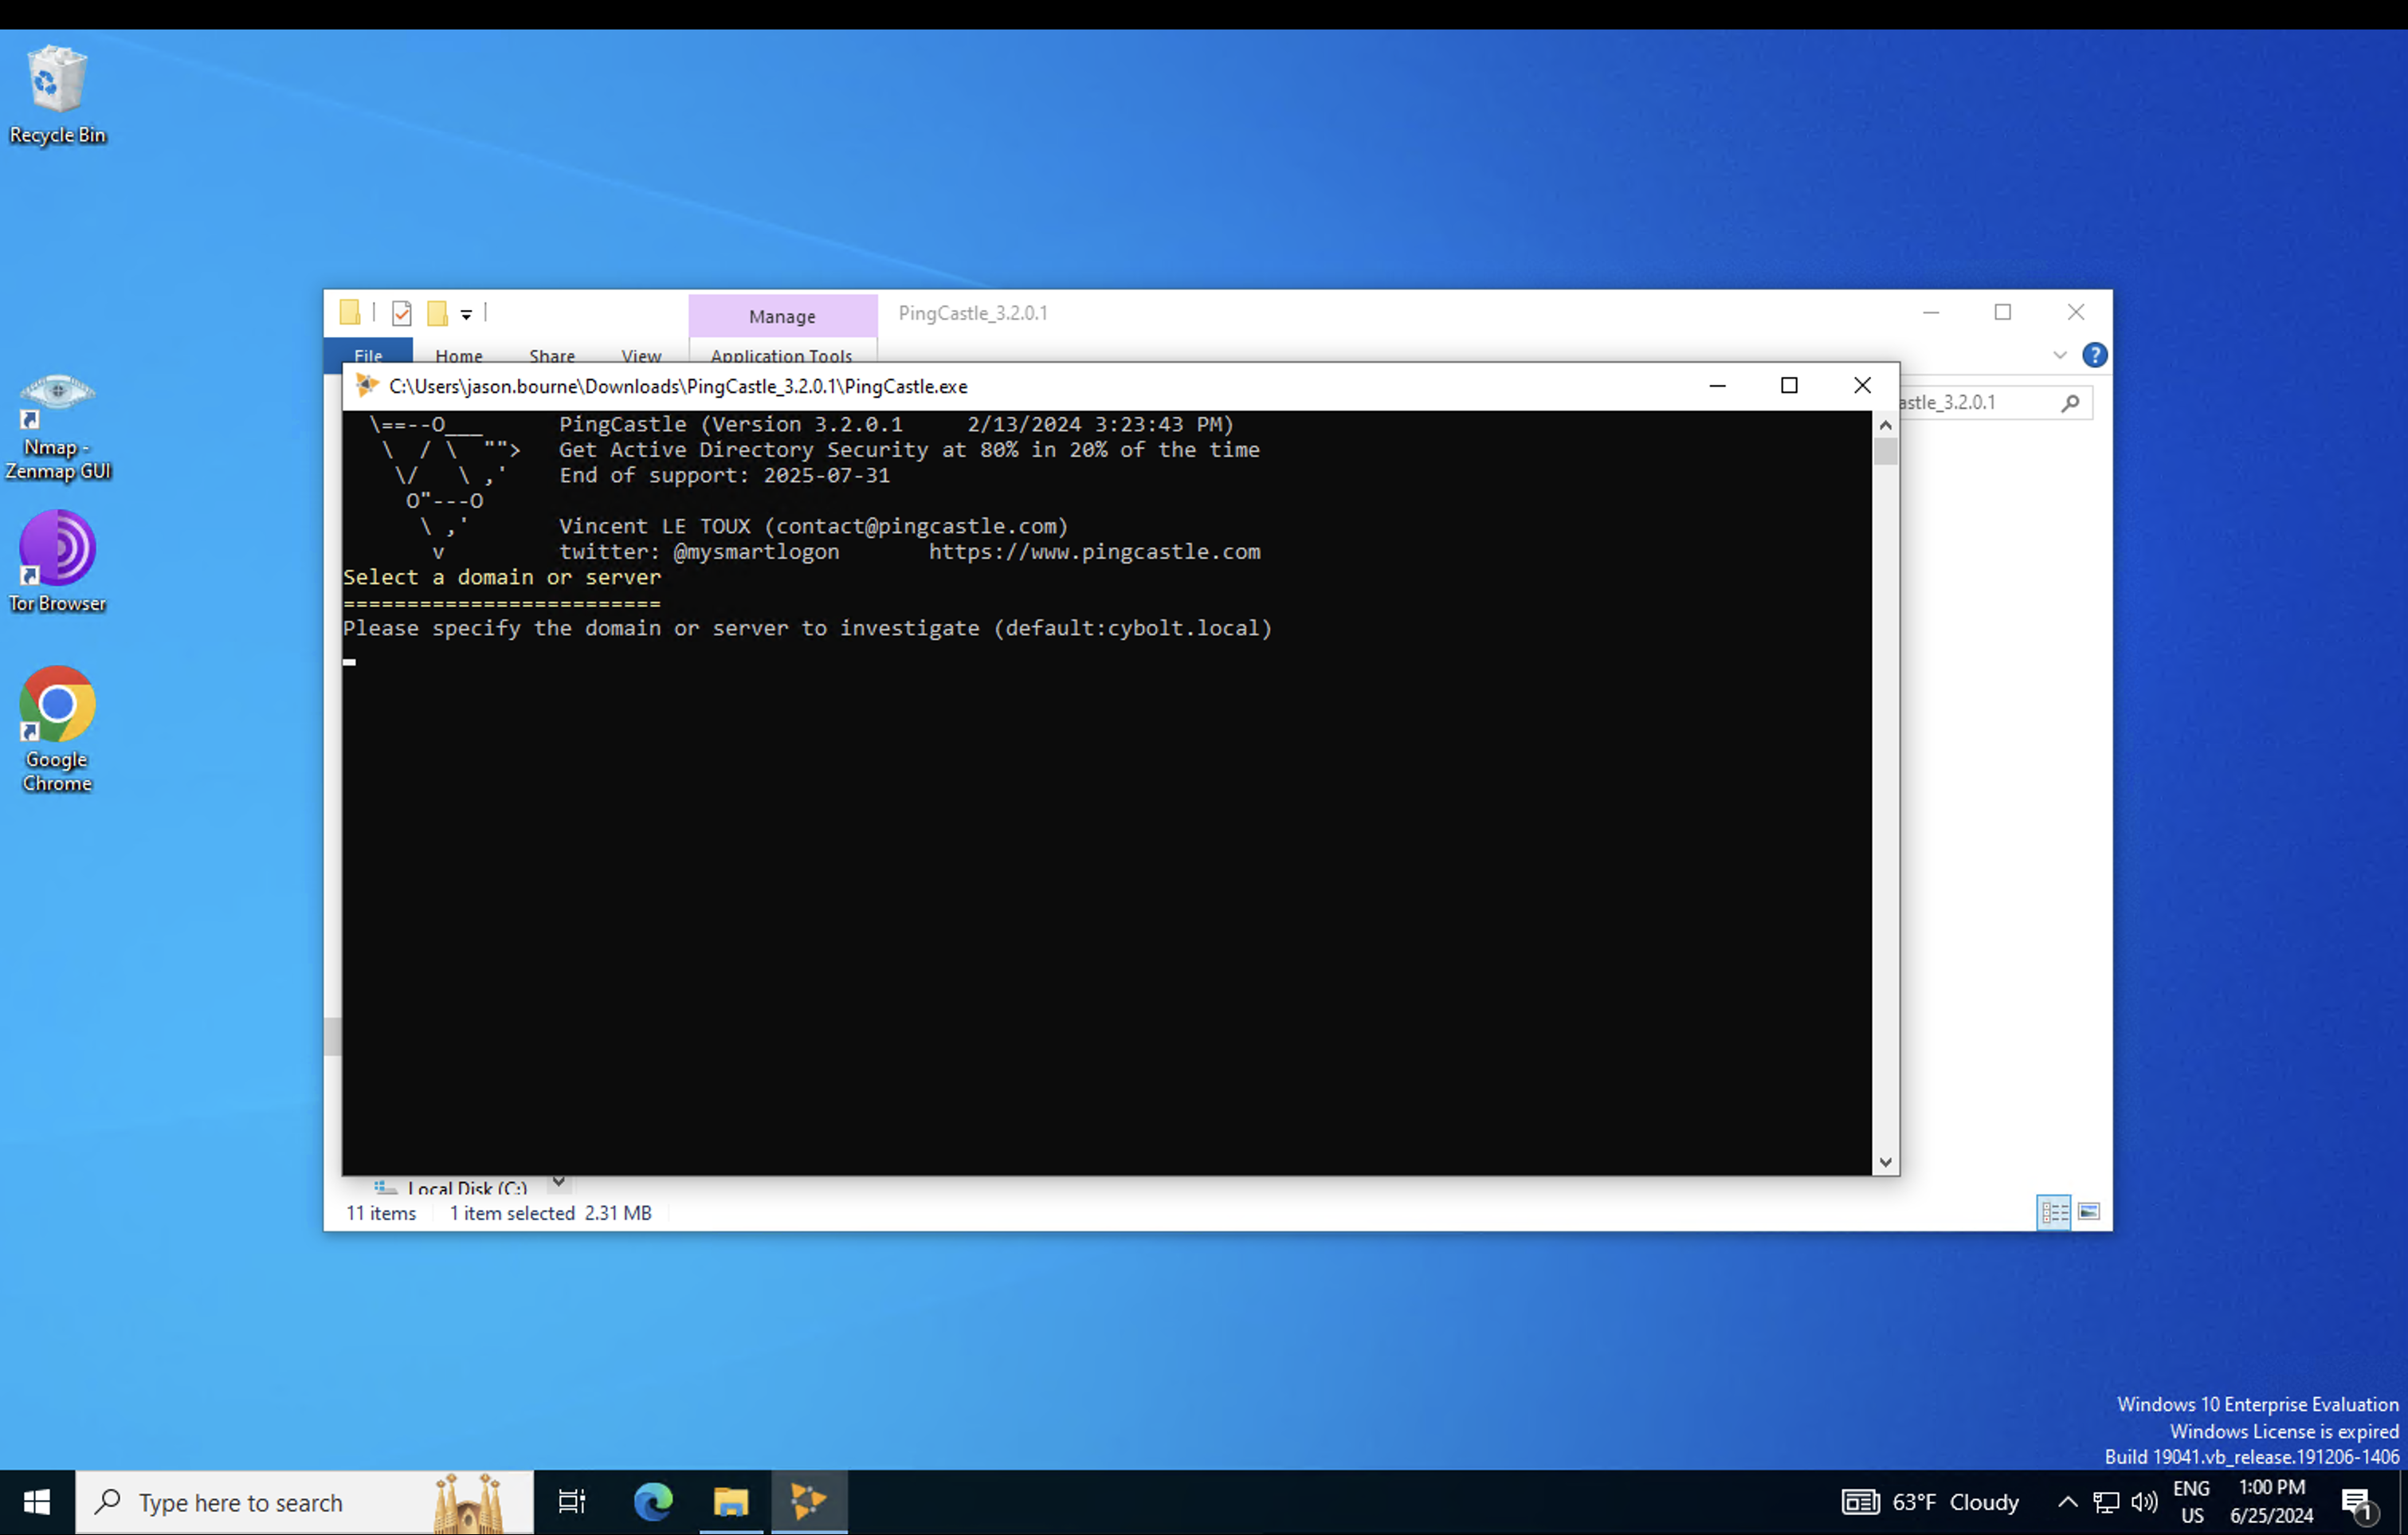 Recycle Bin
Nmap -
Zenmap GUI
Tor Browser
Google
Chrome
Manage
PingCastle_3.2.0.1
File
Home
Share
View
Application Tools
?
astle_3.2.0.1
C:\Users\jason.bourne\Downloads\PingCastle_3.2.0.1\PingCastle.exe
\==--O___      PingCastle (Version 3.2.0.1     2/13/2024 3:23:43 PM)
\  / \  "">   Get Active Directory Security at 80% in 20% of the time
\/   \ ,'    End of support: 2025-07-31
O"---O
\ ,'       Vincent LE TOUX (contact@pingcastle.com)
v         twitter: @mysmartlogon       https://www.pingcastle.com
Select a domain or server
=========================
Please specify the domain or server to investigate (default:cybolt.local)
Local Disk (C:)
11 items
1 item selected 2.31 MB
Windows 10 Enterprise Evaluation
Windows License is expired
Build 19041.vb_release.191206-1406
Type here to search
63°F Cloudy
ENG
US
1:00 PM
6/25/2024
1